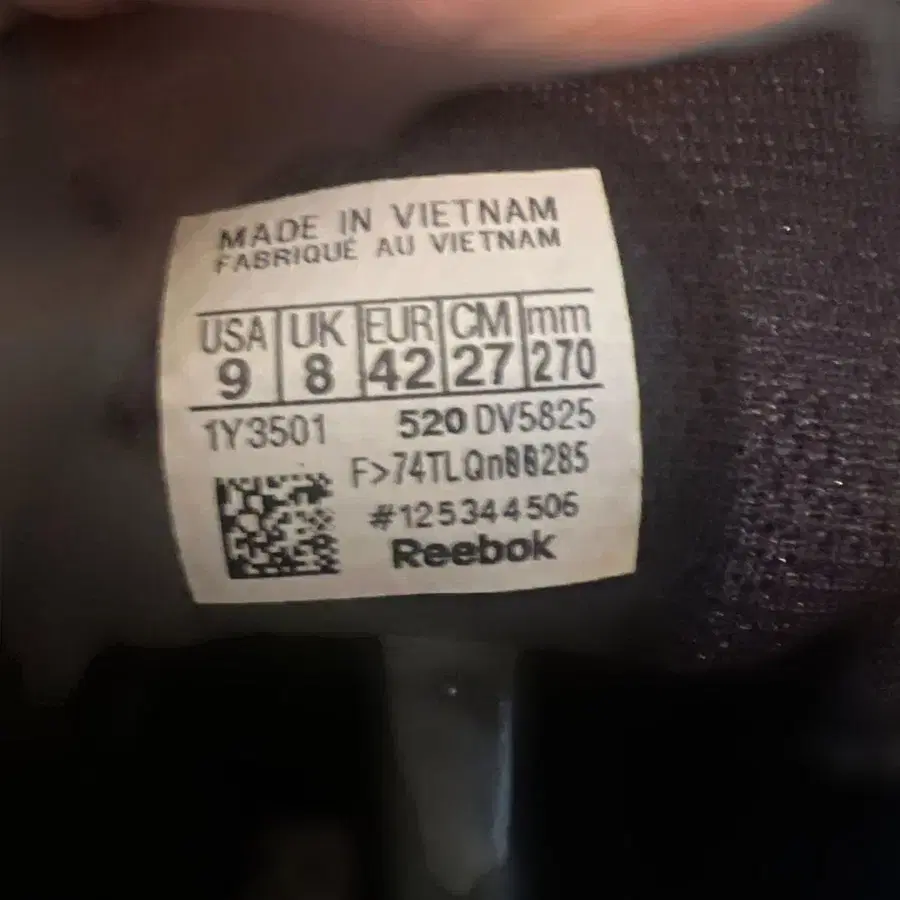 MADE IN VIETNAM
FABRIQUÉ AU VIETNAM
USA UK EUR CM mm
9 8 42 27 270
1Y3501 520 DV5825
#125344506
Reebok